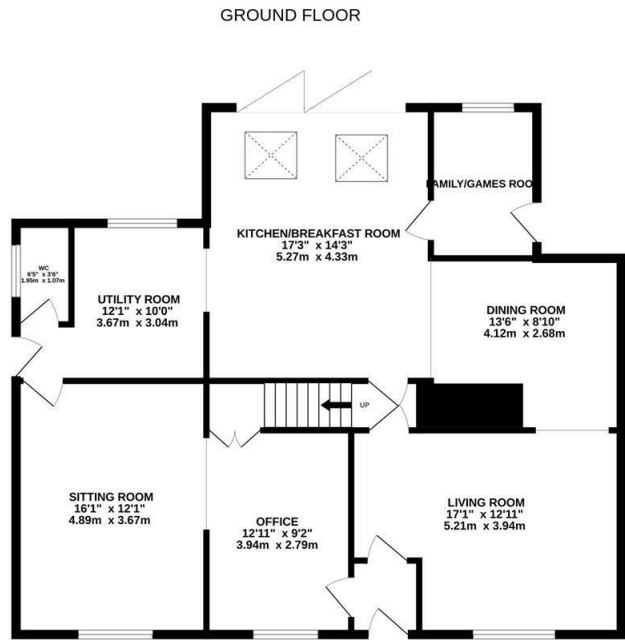 GROUND FLOOR
FAMILY/GAMES ROO
KITCHEN/BREAKFAST ROOM
17'3" x 14'3"
5.27m x 4.33m
WC
6'5" x 3'6"
1.95m x 1.07m
UTILITY ROOM
12'1" x 10'0"
3.67m x 3.04m
DINING ROOM
13'6" x 8'10"
4.12m x 2.68m
UP
SITTING ROOM
16'1" x 12'1"
4.89m x 3.67m
OFFICE
12'11" x 9'2"
3.94m x 2.79m
LIVING ROOM
17'1" x 12'11"
5.21m x 3.94m